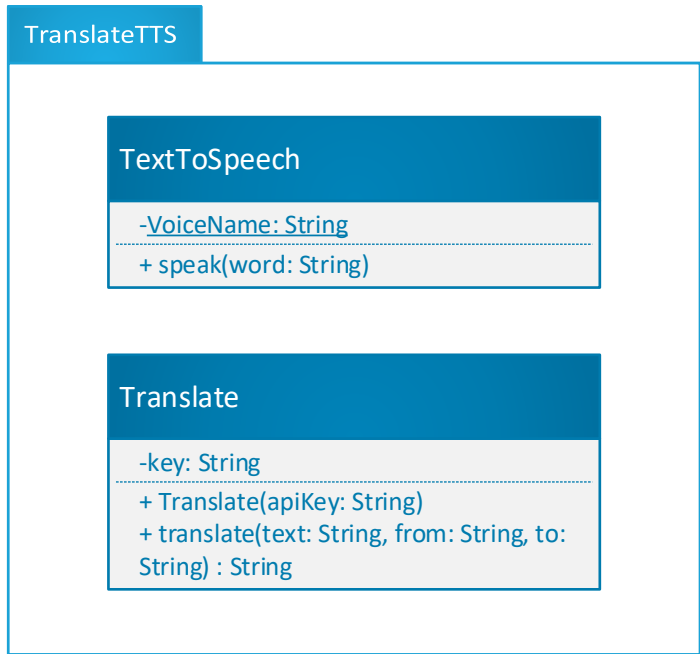 TranslateTTS
TextToSpeech
-VoiceName: String
+ speak(word: String)
Translate
-key: String
+ Translate(apiKey: String)
+ translate(text: String, from: String, to:
String) : String